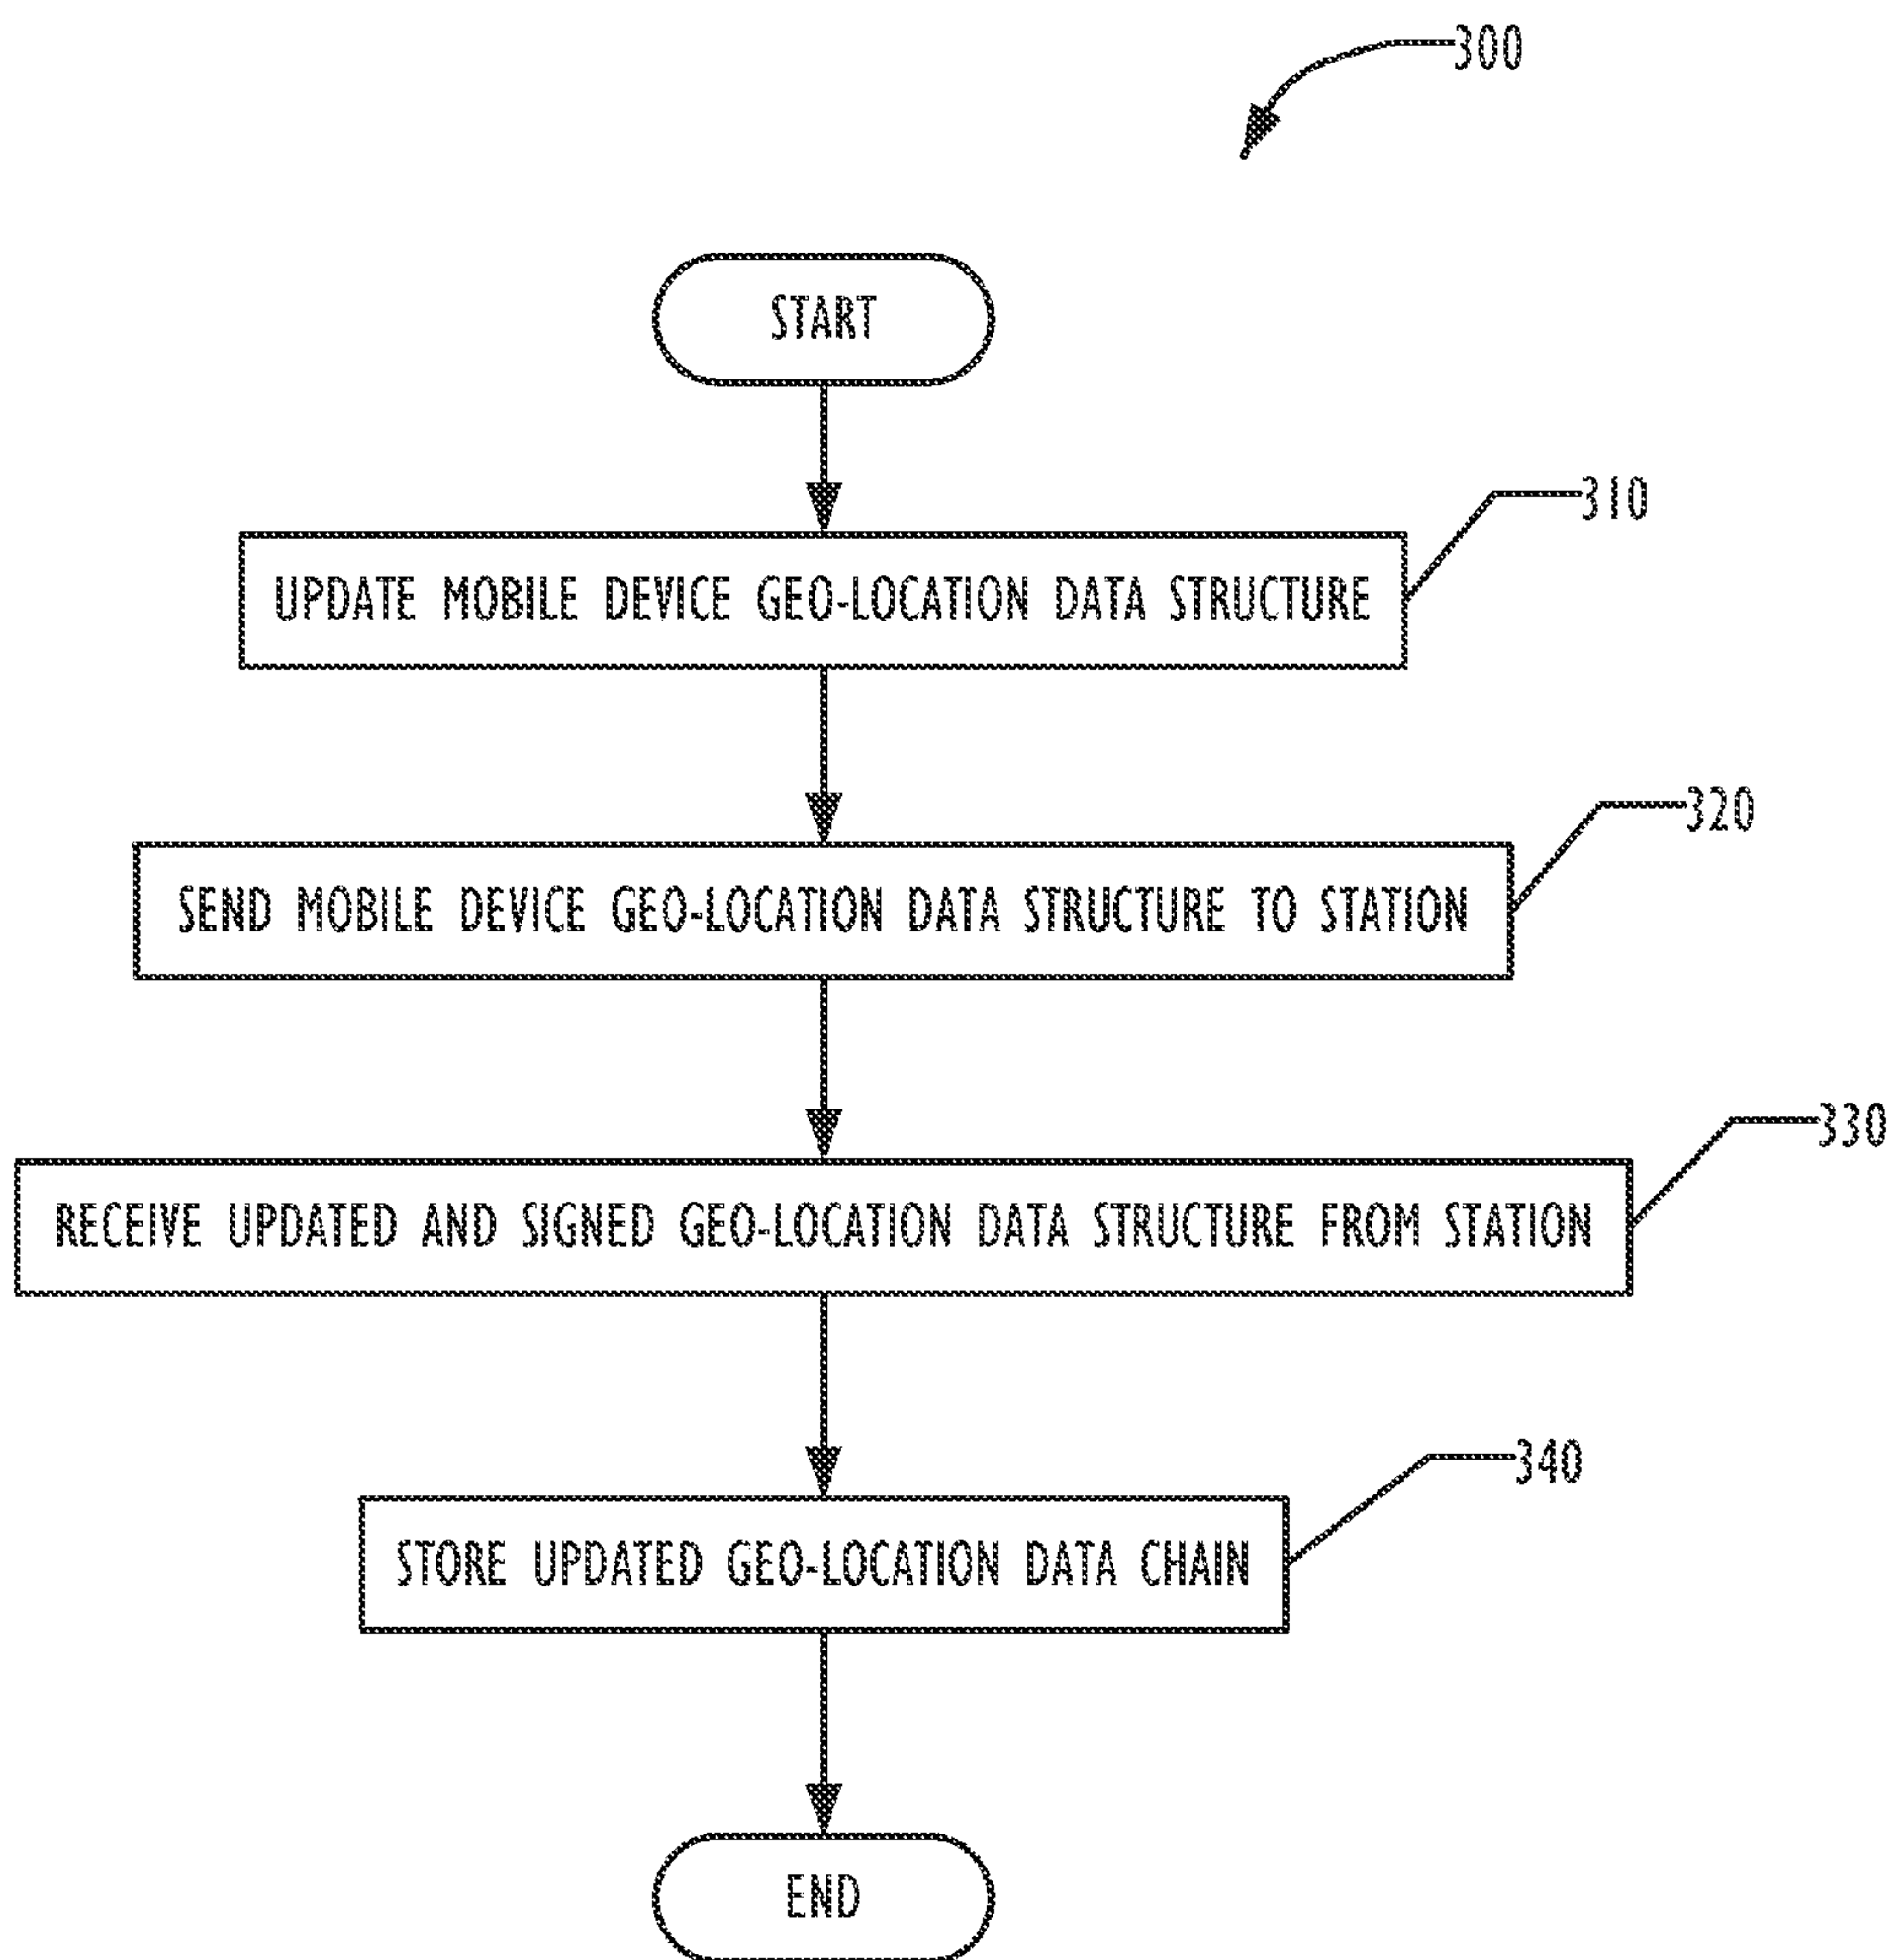 300
START
310
UPDATE MOBILE DEVICE GEO-LOCATION DATA STRUCTURE
320
SEND MOBILE DEVICE GEO-LOCATION DATA STRUCTURE TO STATION
330
RECEIVE UPDATED AND SIGNED GEO-LOCATION DATA STRUCTURE FROM STATION
340
STORE UPDATED GEO-LOCATION DATA CHAIN
END